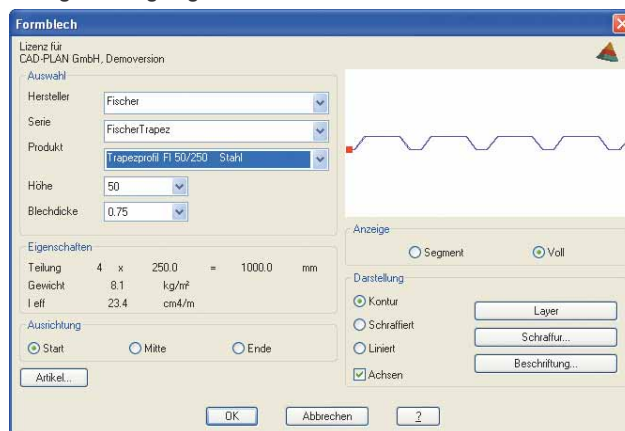 Formblech
Lizenz für
CAD-PLAN GmbH, Demoversion
Auswahl
Hersteller Fischer
Serie FischerTrapez
Produkt Trapezprofil FI 50/250 Stahl
Höhe 50
Blechdicke 0.75
Eigenschaften
Teilung 4 x 250.0 = 1000.0 mm
Gewicht 8.1 kg/m²
I eff 23.4 cm4/m
Ausrichtung
Start Mitte Ende
Artikel...
Anzeige
Segment Voll
Darstellung
Kontur
Schraffiert
Liniert
Achsen
Layer
Schraffur...
Beschriftung...
OK Abbrechen ?